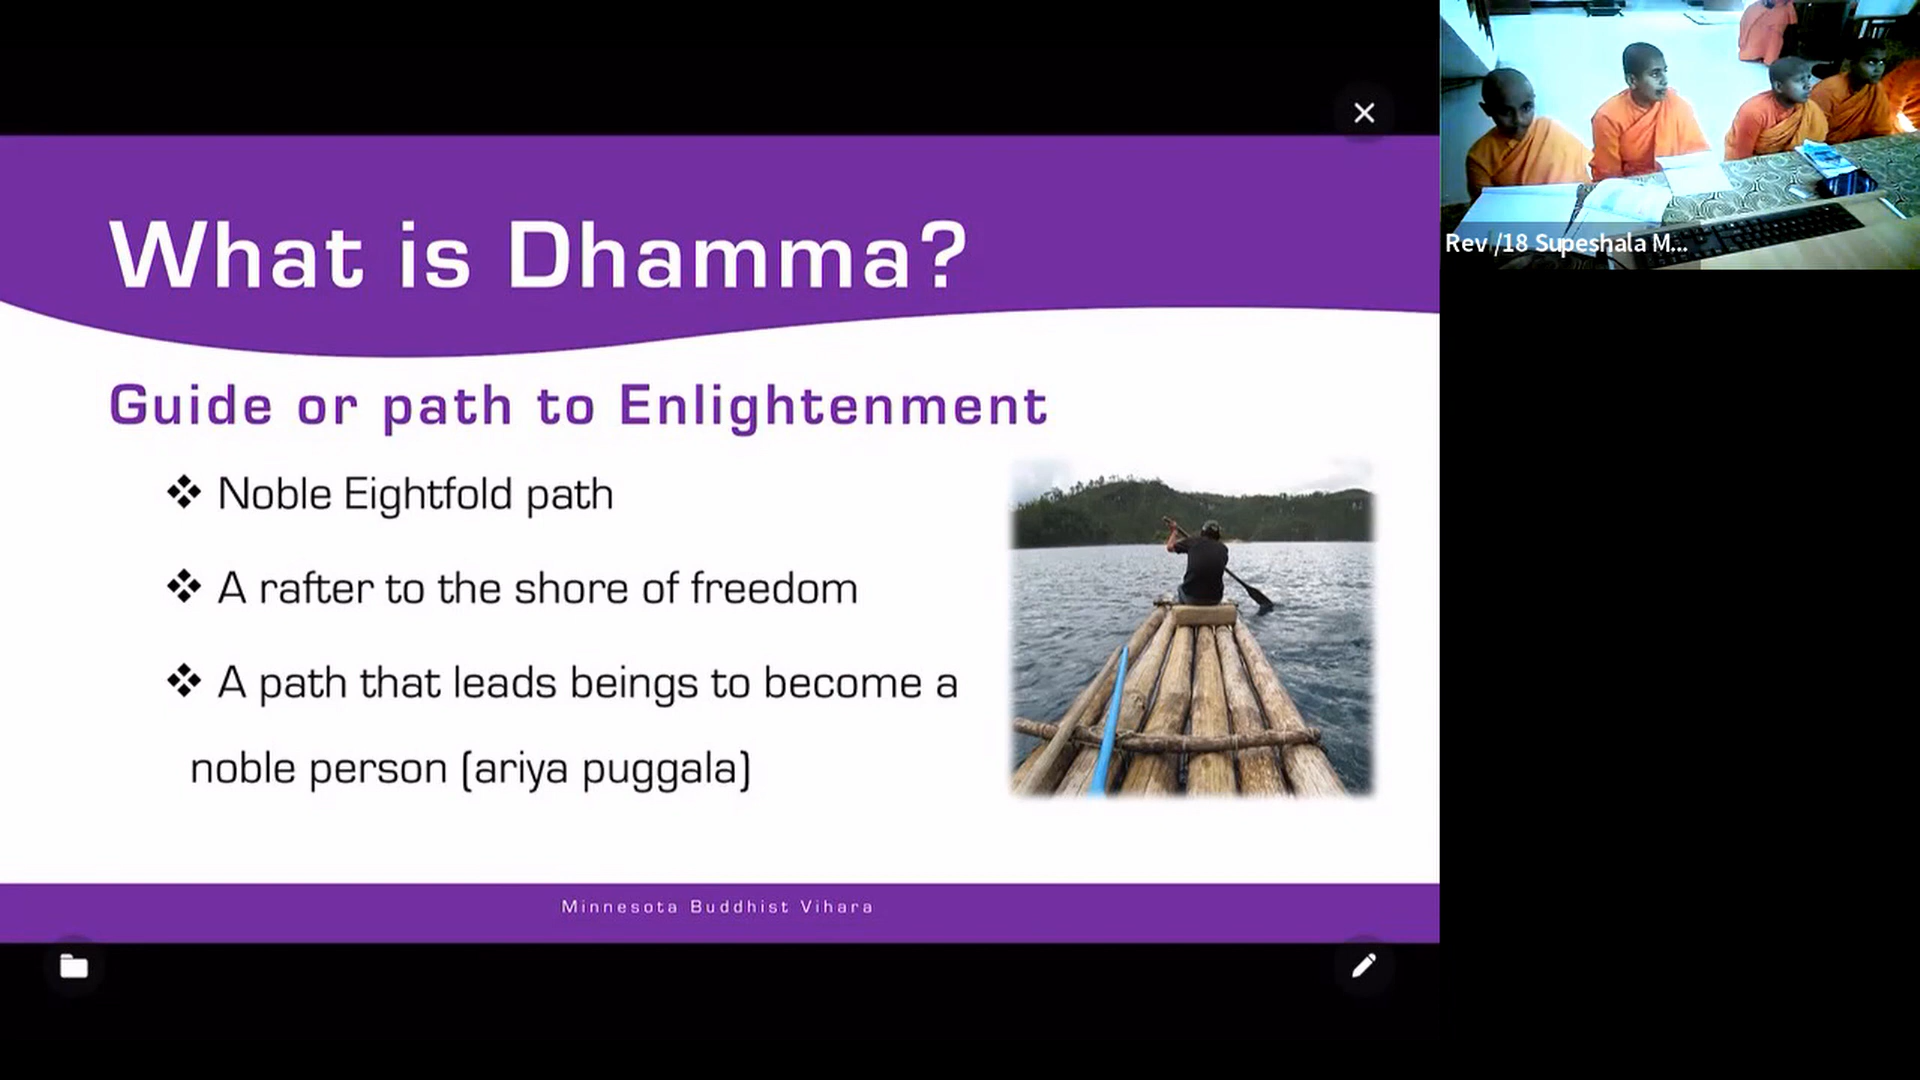 What is Dhamma?
Guide or path to Enlightenment
❖ Noble Eightfold path
❖ A rafter to the shore of freedom
❖ A path that leads beings to become a
noble person (ariya puggala)
Minnesota Buddhist Vihara
Rev /18 Supeshala M...